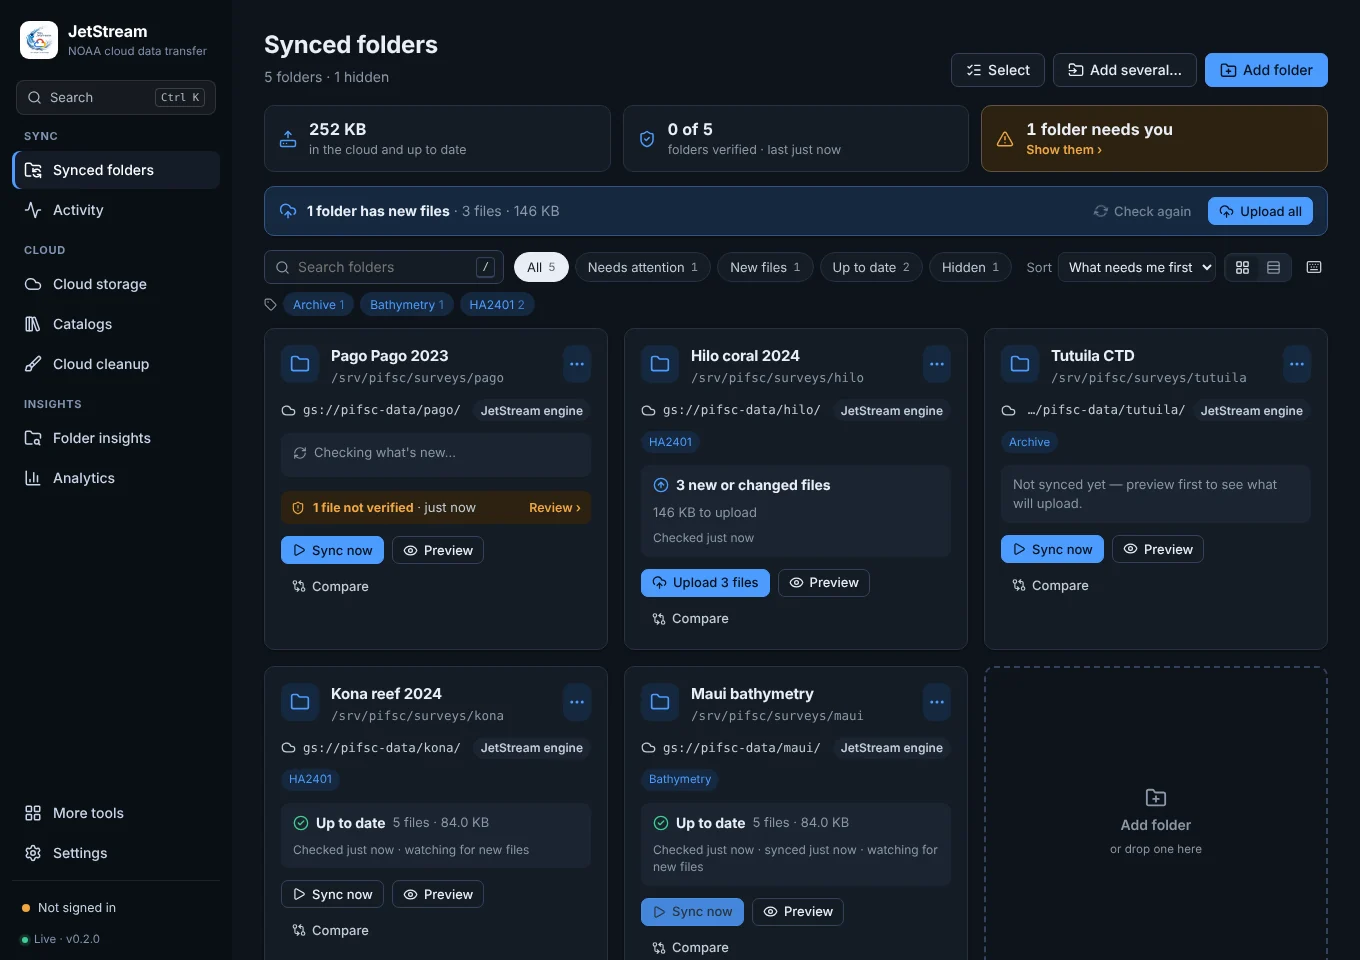 JetStream
NOAA cloud data transfer
Search
Ctrl K
SYNC
Synced folders
Activity
CLOUD
Cloud storage
Catalogs
Cloud cleanup
INSIGHTS
Folder insights
Analytics
More tools
Settings
Not signed in
Live · v0.2.0
Synced folders
5 folders · 1 hidden
Select
Add several...
Add folder
252 KB
in the cloud and up to date
0 of 5
folders verified · last just now
1 folder needs you
Show them ›
1 folder has new files · 3 files · 146 KB
Check again
Upload all
Search folders
/
All 5
Needs attention 1
New files 1
Up to date 2
Hidden 1
Sort
What needs me first
Archive 1
Bathymetry 1
HA2401 2
Pago Pago 2023
/srv/pifsc/surveys/pago
gs://pifsc-data/pago/
JetStream engine
Checking what's new...
1 file not verified · just now
Review ›
Sync now
Preview
Compare
Hilo coral 2024
/srv/pifsc/surveys/hilo
gs://pifsc-data/hilo/
JetStream engine
HA2401
3 new or changed files
146 KB to upload
Checked just now
Upload 3 files
Preview
Compare
Tutuila CTD
/srv/pifsc/surveys/tutuila
…/pifsc-data/tutuila/
JetStream engine
Archive
Not synced yet — preview first to see what
will upload.
Sync now
Preview
Compare
Kona reef 2024
/srv/pifsc/surveys/kona
gs://pifsc-data/kona/
JetStream engine
HA2401
Up to date 5 files · 84.0 KB
Checked just now · watching for new files
Sync now
Preview
Compare
Maui bathymetry
/srv/pifsc/surveys/maui
gs://pifsc-data/maui/
JetStream engine
Bathymetry
Up to date 5 files · 84.0 KB
Checked just now · synced just now · watching for
new files
Sync now
Preview
Compare
Add folder
or drop one here